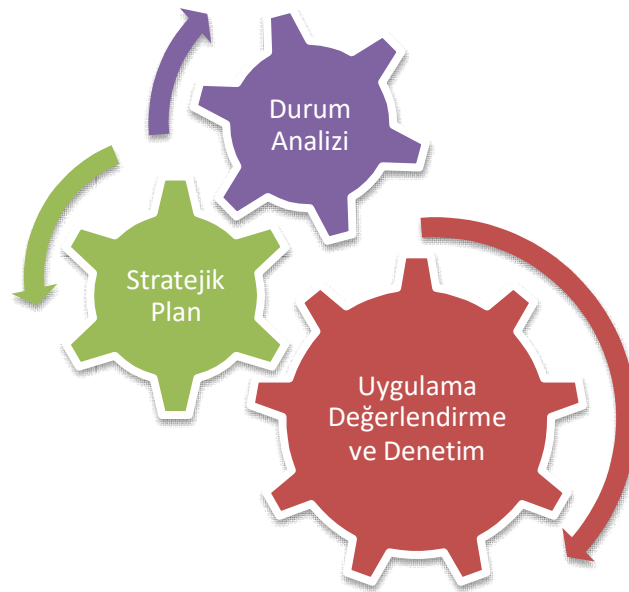 Durum
Analizi
Stratejik
Plan
Uygulama
Değerlendirme
ve Denetim